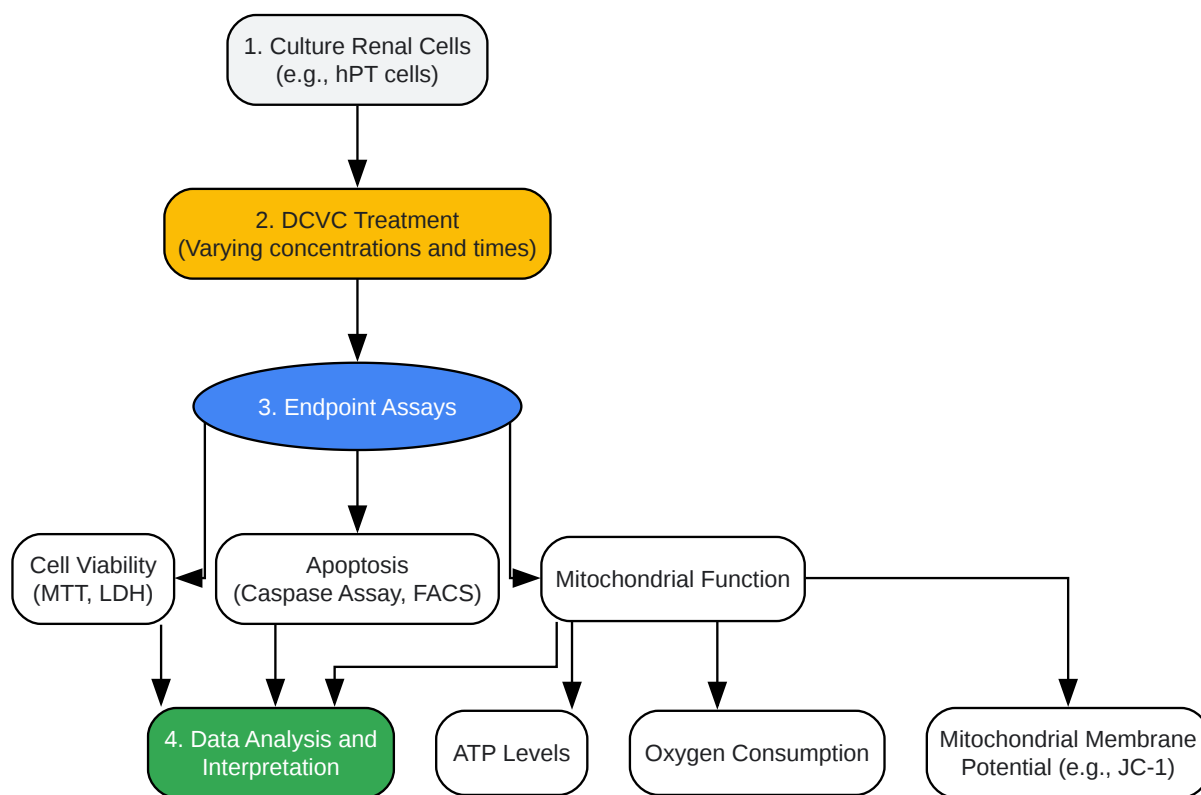 1. Culture Renal Cells
(e.g., hPT cells)
2. DCVC Treatment
(Varying concentrations and times)
3. Endpoint Assays
Cell Viability
(MTT, LDH)
Apoptosis
(Caspase Assay, FACS)
Mitochondrial Function
4. Data Analysis and
Interpretation
ATP Levels
Oxygen Consumption
Mitochondrial Membrane
Potential (e.g., JC-1)